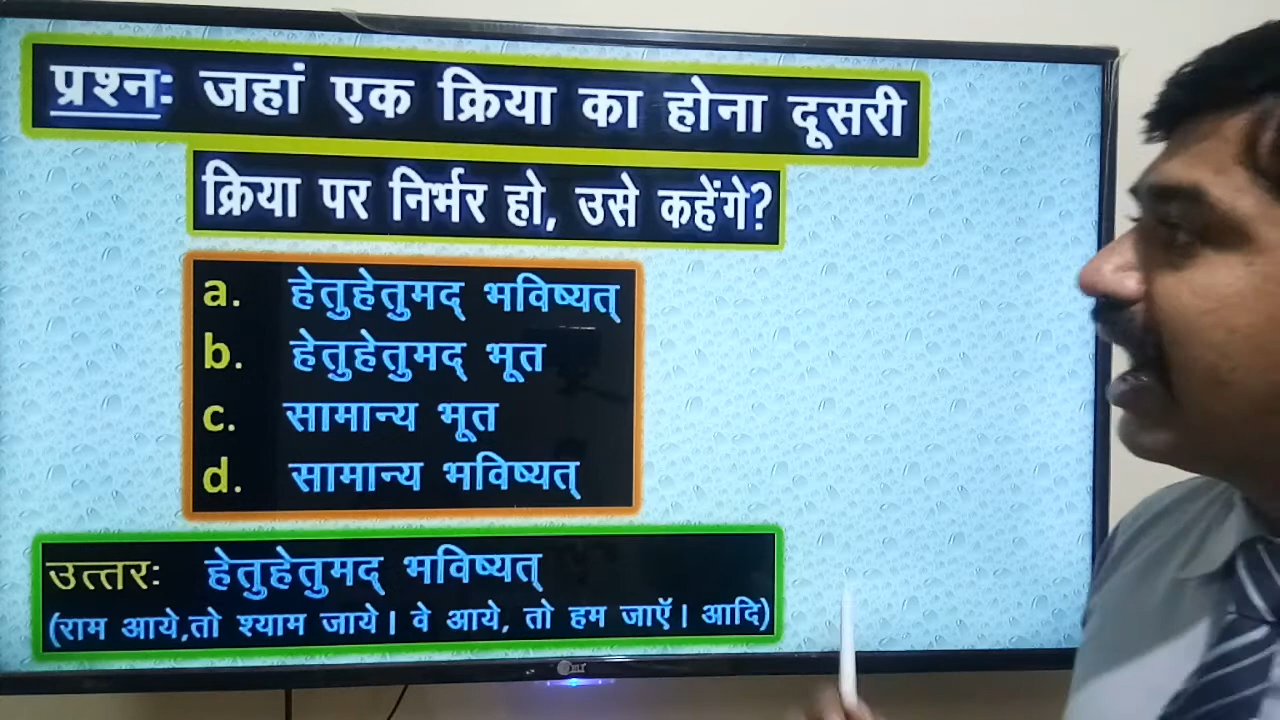 प्रश्नः जहां एक क्रिया का होना दूसरी
क्रिया पर निर्भर हो, उसे कहेंगे?
a. हेतुहेतुमद् भविष्यत्
b. हेतुहेतुमद् भूत
c. सामान्य भूत
d. सामान्य भविष्यत्
उत्तरः हेतुहेतुमद् भविष्यत्
(राम आये,तो श्याम जाये। वे आये, तो हम जाएॅ। आदि)